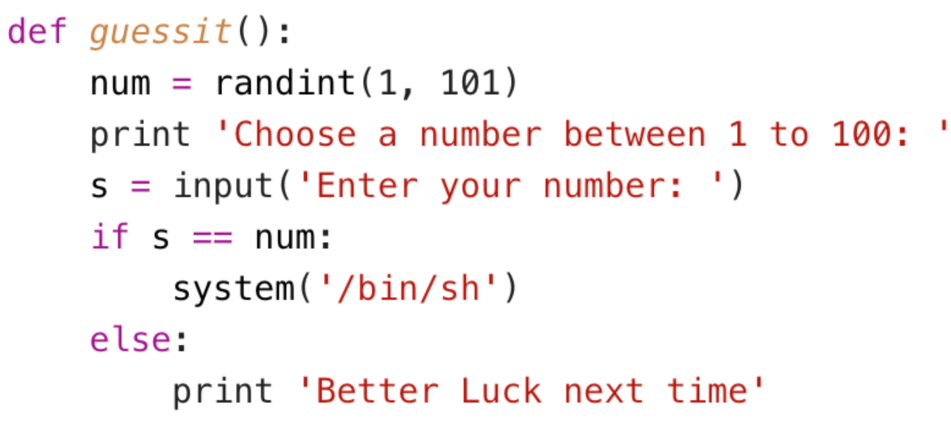 def guessit():
    num = randint(1, 101)
    print 'Choose a number between 1 to 100: '
    s = input('Enter your number: ')
    if s == num:
        system('/bin/sh')
    else:
        print 'Better Luck next time'